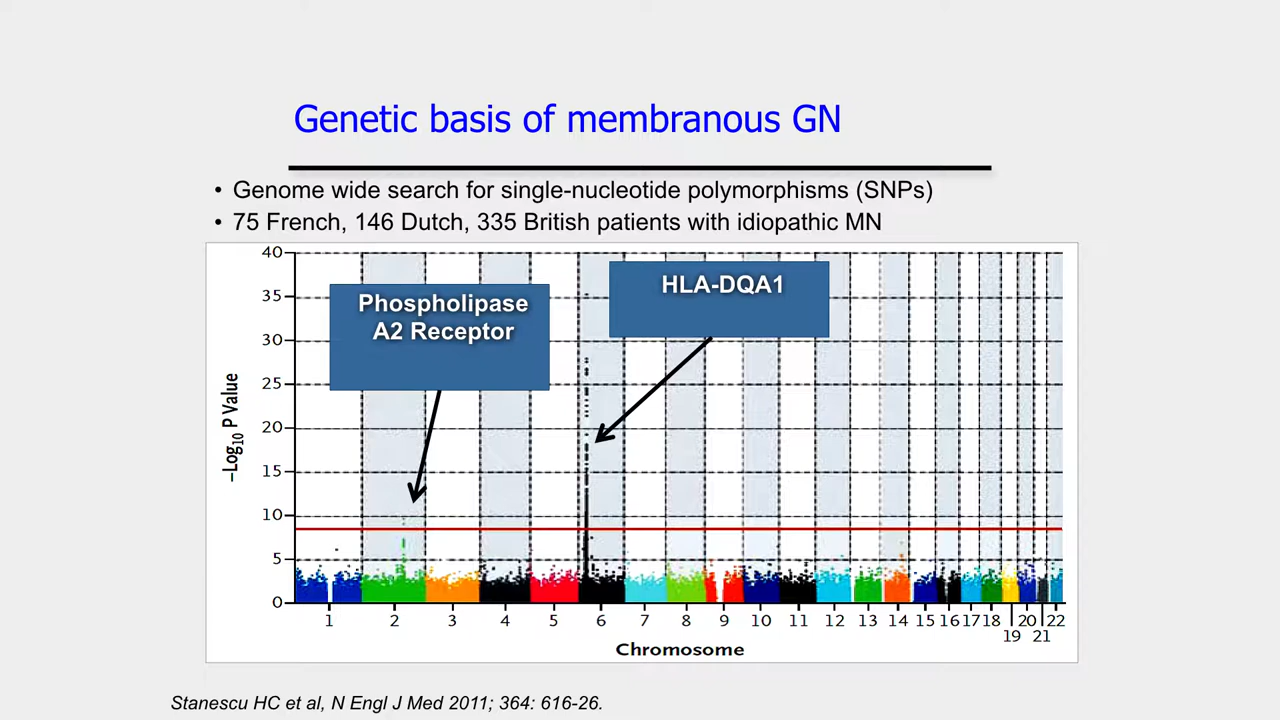 Genetic basis of membranous GN
• Genome wide search for single-nucleotide polymorphisms (SNPs)
• 75 French, 146 Dutch, 335 British patients with idiopathic MN
40
35
30
25
20
15
10
5
0
−Log10 P Value
Phospholipase
A2 Receptor
HLA-DQA1
1 2 3 4 5 6 7 8 9 10 11 12 13 14 15 16 17 18 20 22
19 21
Chromosome
Stanescu HC et al, N Engl J Med 2011; 364: 616-26.